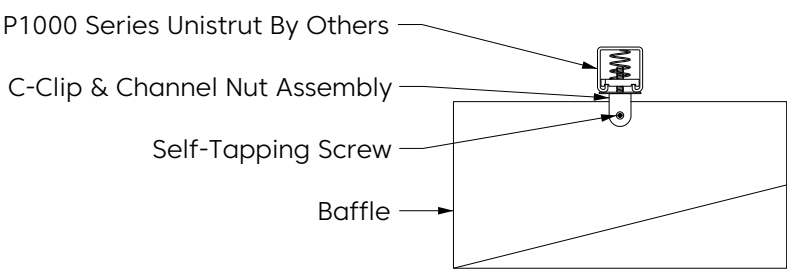 P1000 Series Unistrut By Others
C-Clip & Channel Nut Assembly
Self-Tapping Screw
Baffle